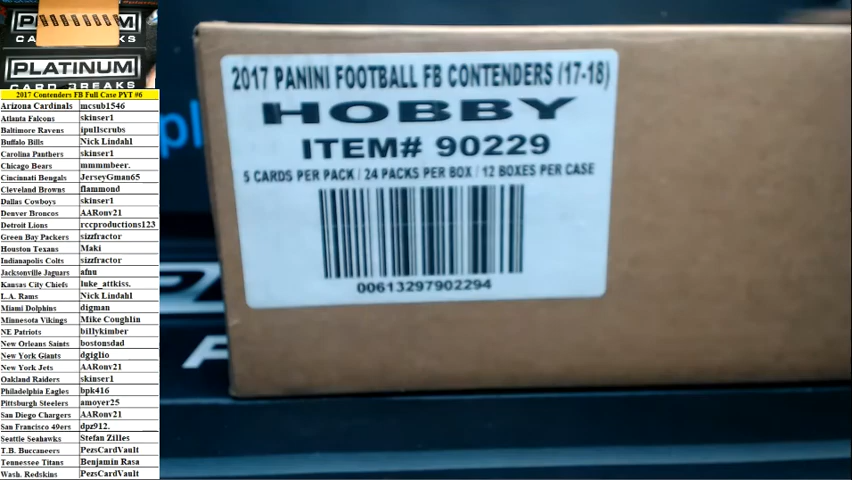 PLATINUM
2017 Contenders FB Full Case PYT #6
Arizona Cardinals mcsub1546
Atlanta Falcons skinser1
Baltimore Ravens ipullscrubs
Buffalo Bills Nick Lindahl
Carolina Panthers skinser1
Chicago Bears mmmmbeer.
Cincinnati Bengals JerseyGman65
Cleveland Browns flammond
Dallas Cowboys skinser1
Denver Broncos AARonv21
Detroit Lions rccproductions123
Green Bay Packers sizzfractor
Houston Texans Maki
Indianapolis Colts sizzfractor
Jacksonville Jaguars afnu
Kansas City Chiefs luke_attkiss.
L.A. Rams Nick Lindahl
Miami Dolphins digman
Minnesota Vikings Mike Coughlin
NE Patriots billykimber
New Orleans Saints bostonsdad
New York Giants dgiglio
New York Jets AARonv21
Oakland Raiders skinser1
Philadelphia Eagles bpk416
Pittsburgh Steelers amoyer25
San Diego Chargers AARonv21
San Francisco 49ers dpz912.
Seattle Seahawks Stefan Zilles
T.B. Buccaneers PezsCardVault
Tennessee Titans Benjamin Rasa
Wash. Redskins PezsCardVault
2017 PANINI FOOTBALL FB CONTENDERS (17-18)
HOBBY
ITEM# 90229
5 CARDS PER PACK / 24 PACKS PER BOX / 12 BOXES PER CASE
00613297902294